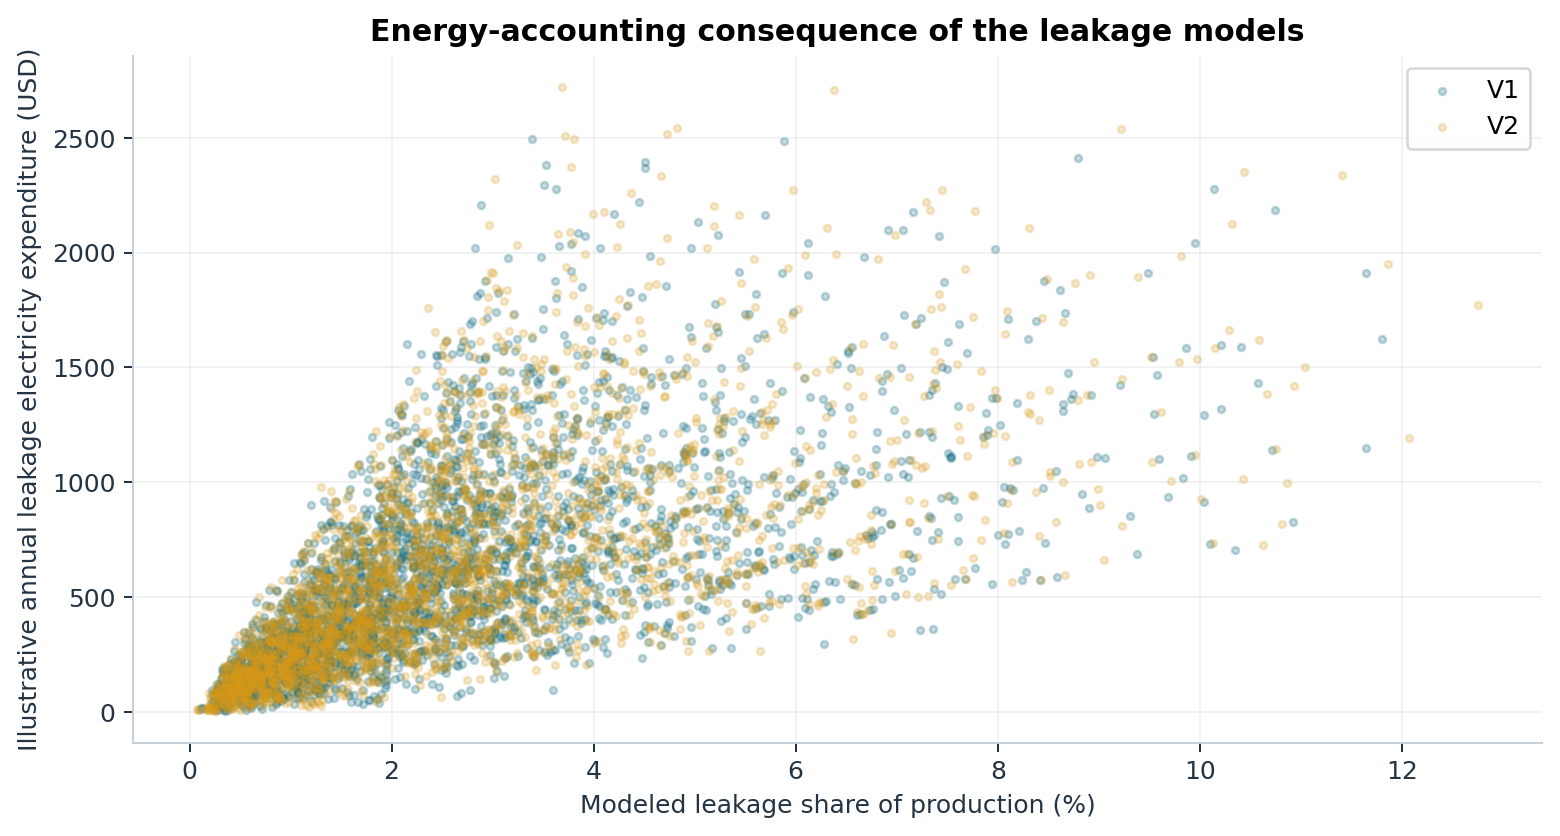 Energy-accounting consequence of the leakage models
Illustrative annual leakage electricity expenditure (USD)
2500
2000
1500
1000
500
0
V1
V2
0 2 4 6 8 10 12
Modeled leakage share of production (%)